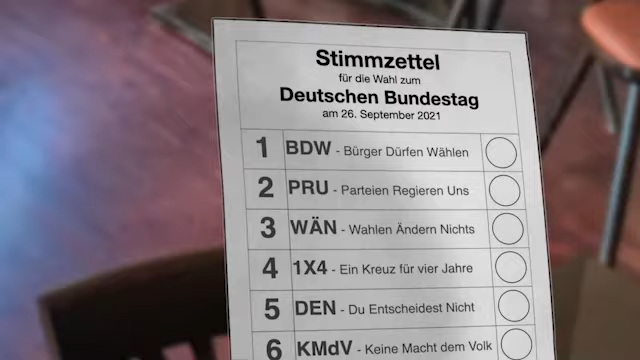 Stimmzettel
für die Wahl zum
Deutschen Bundestag
am 26. September 2021
1 BDW - Bürger Dürfen Wählen
2 PRU - Parteien Regieren Uns
3 WÄN - Wahlen Ändern Nichts
4 1X4 - Ein Kreuz für vier Jahre
5 DEN - Du Entscheidest Nicht
6 KMdV - Keine Macht dem Volk